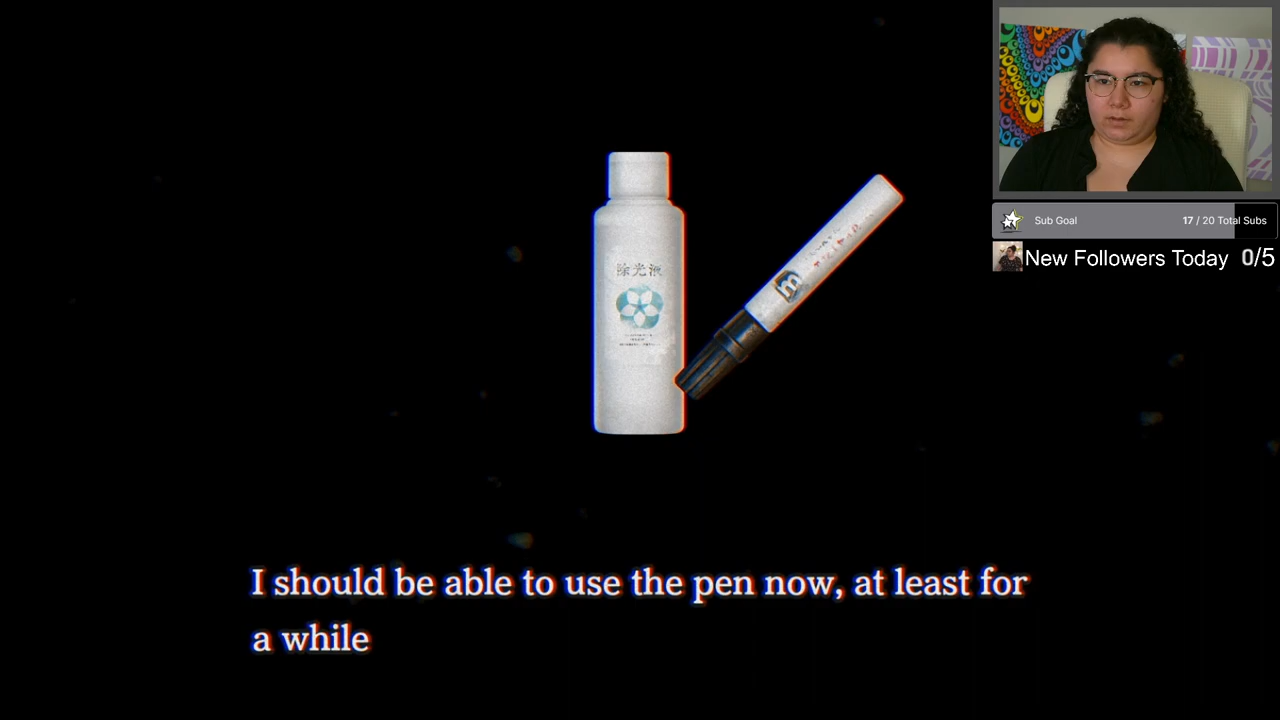 Sub Goal
17 / 20 Total Subs
New Followers Today 0/5
除光液
m
I should be able to use the pen now, at least for
a while